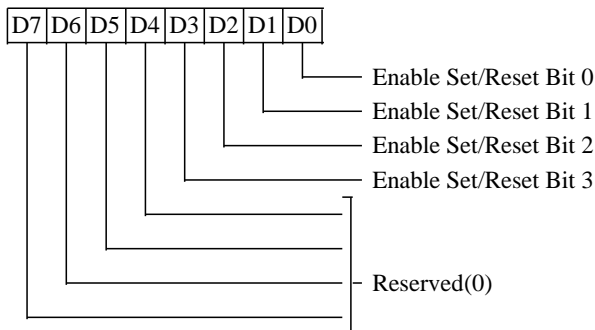 D7 D6 D5 D4 D3 D2 D1 D0
Enable Set/Reset Bit 0
Enable Set/Reset Bit 1
Enable Set/Reset Bit 2
Enable Set/Reset Bit 3
Reserved(0)